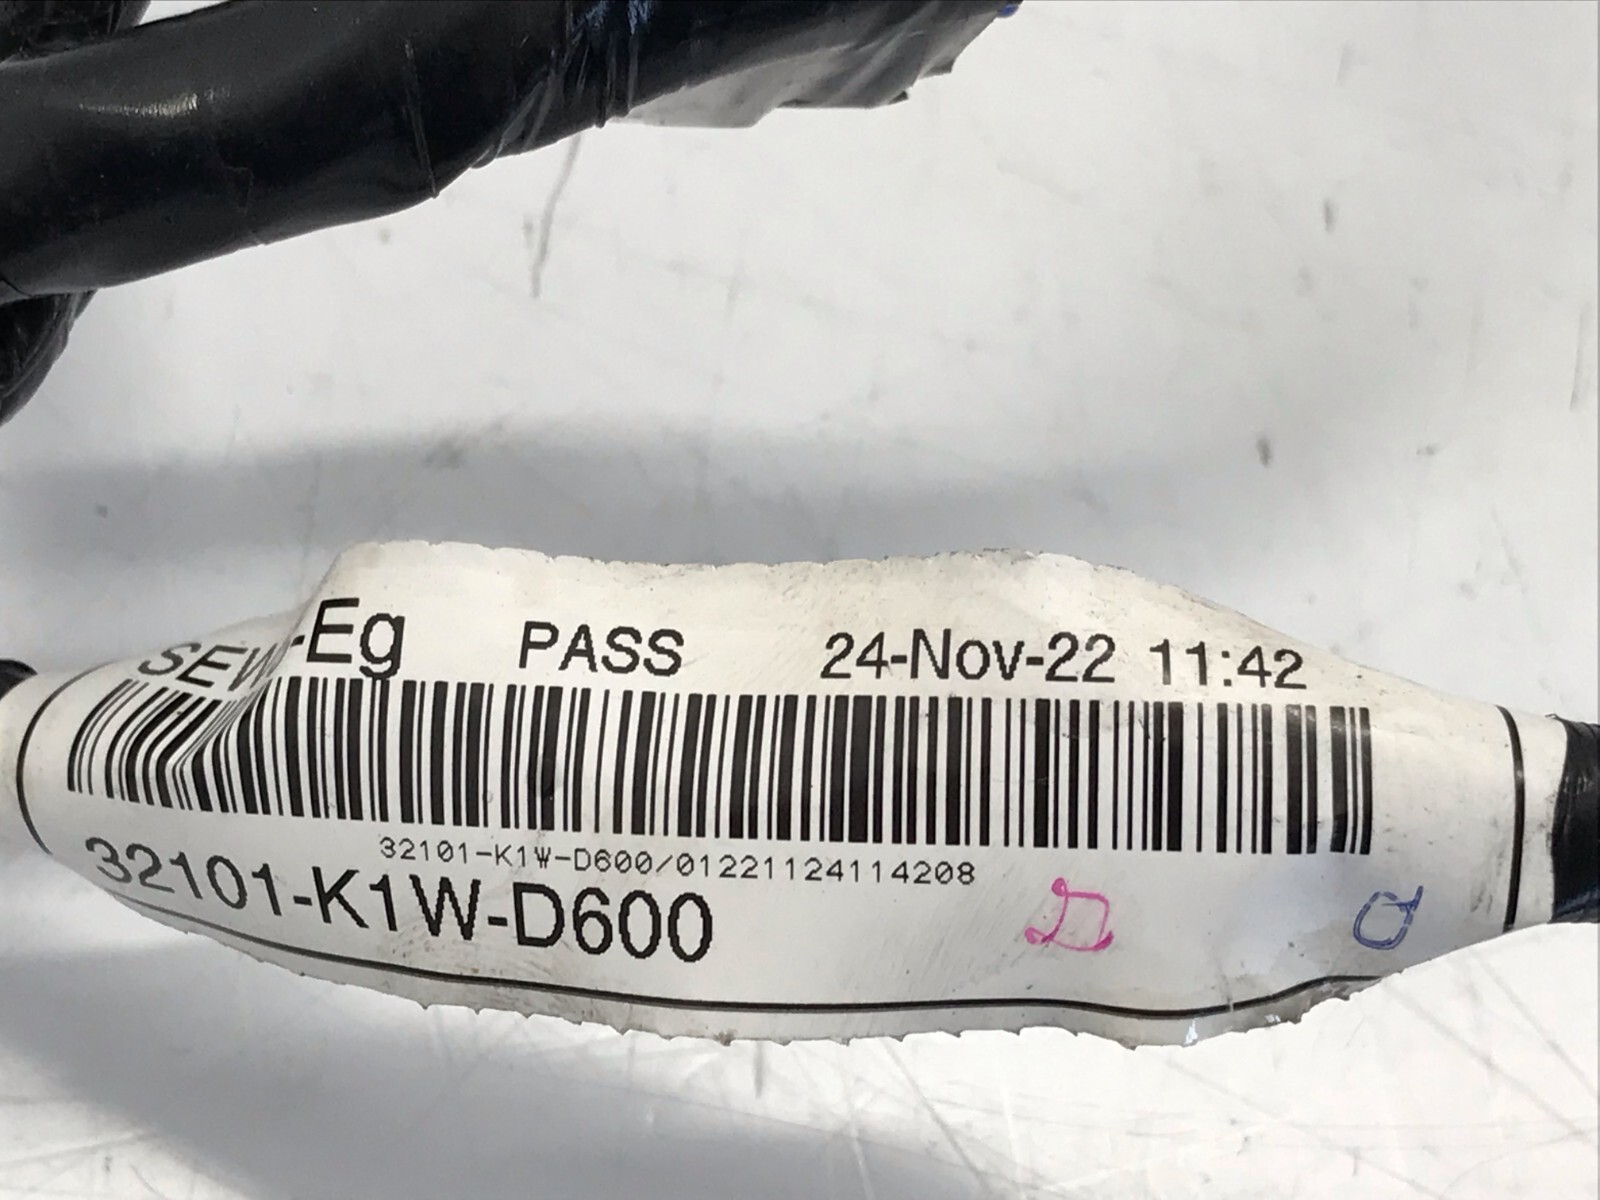 SEW-Eg PASS 24-Nov-22 11:42
32101-K1W-D600/01221124114208
32101-K1W-D600